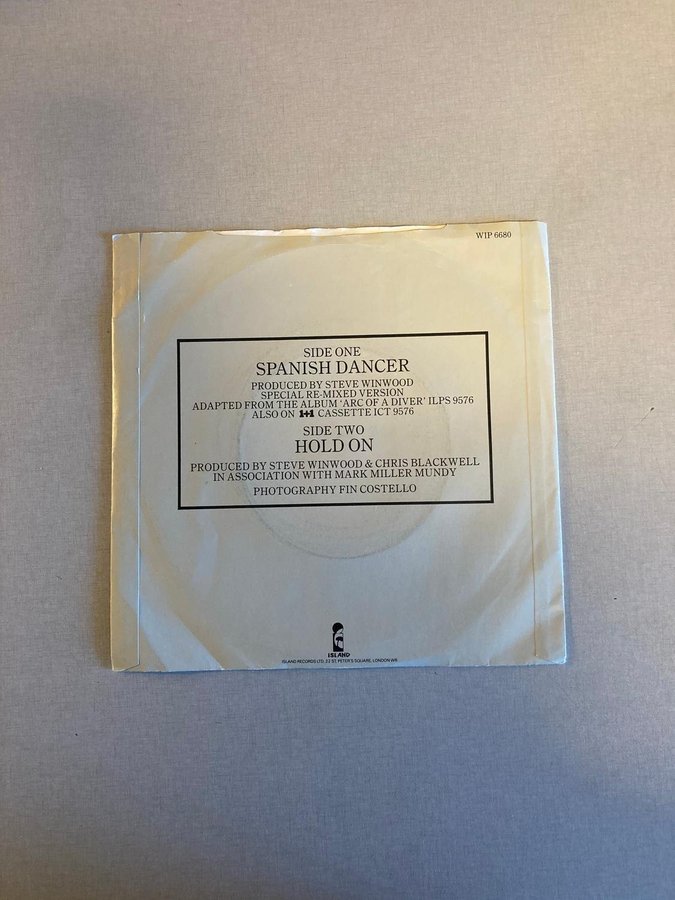 WIP 6680
SIDE ONE
SPANISH DANCER
PRODUCED BY STEVE WINWOOD
SPECIAL RE-MIXED VERSION
ADAPTED FROM THE ALBUM 'ARC OF A DIVER' ILPS 9576
ALSO ON 1+1 CASSETTE ICT 9576
SIDE TWO
HOLD ON
PRODUCED BY STEVE WINWOOD & CHRIS BLACKWELL
IN ASSOCIATION WITH MARK MILLER MUNDY
PHOTOGRAPHY FIN COSTELLO
ISLAND
ISLAND RECORDS LTD, 22 ST. PETER'S SQUARE, LONDON W6